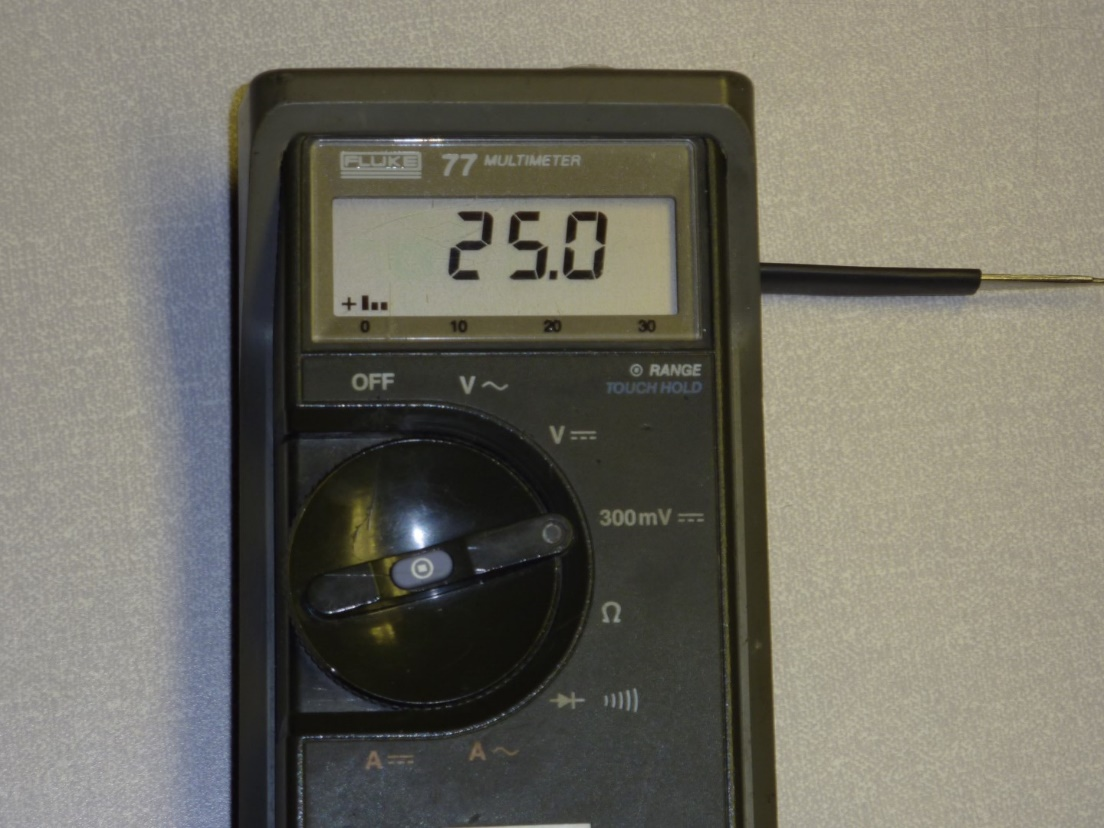 FLUKE 77 MULTIMETER
25.0
+
0 10 20 30
OFF V~ RANGE
TOUCH HOLD
V⎓
300mV⎓
Ω
A⎓ A~